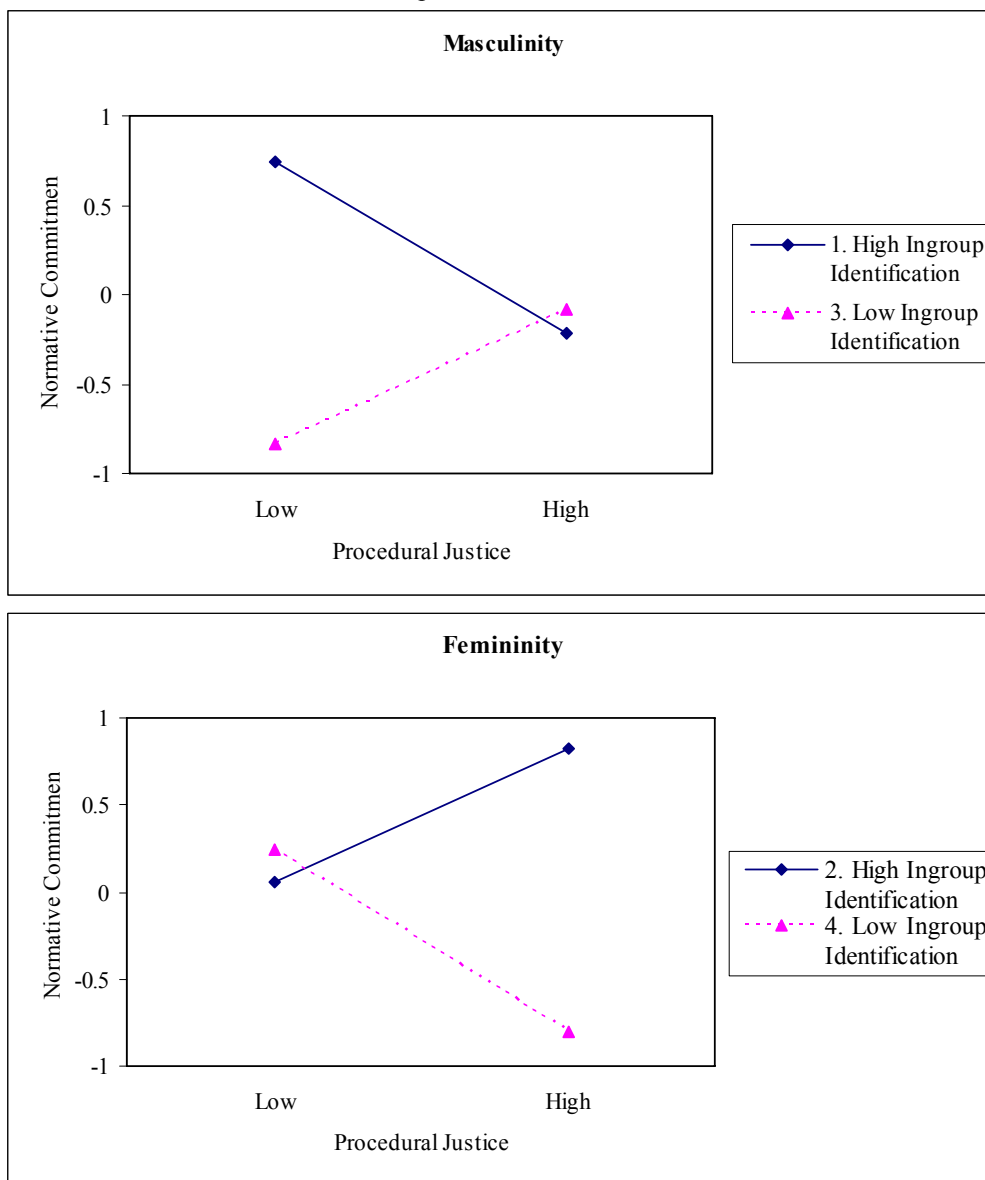 Masculinity
1
0.5
0
-0.5
-1
Normative Commitmen
Low
High
Procedural Justice
1. High Ingroup
Identification
3. Low Ingroup
Identification
Femininity
1
0.5
0
-0.5
-1
Normative Commitmen
Low
High
Procedural Justice
2. High Ingroup
Identification
4. Low Ingroup
Identification